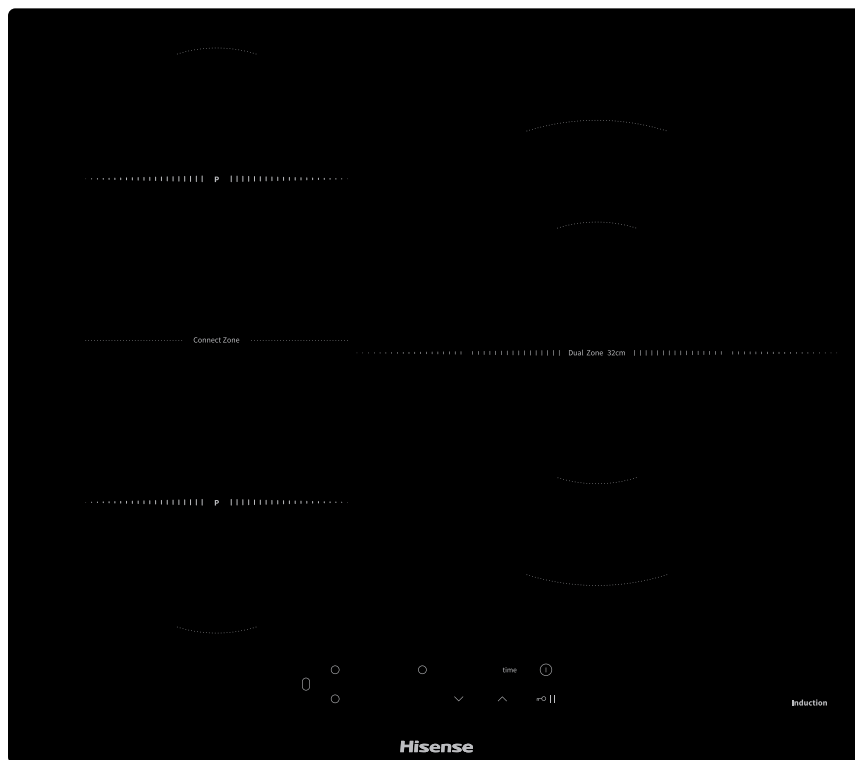 P
Connect Zone
Dual Zone 32cm
P
time
Induction
Hisense